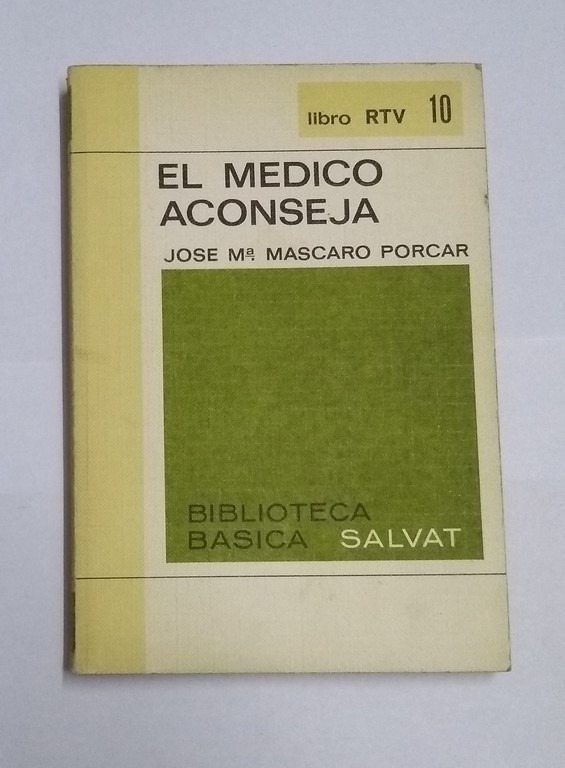 libro RTV 10
EL MEDICO
ACONSEJA
JOSE Mª MASCARO PORCAR
BIBLIOTECA
BASICA SALVAT